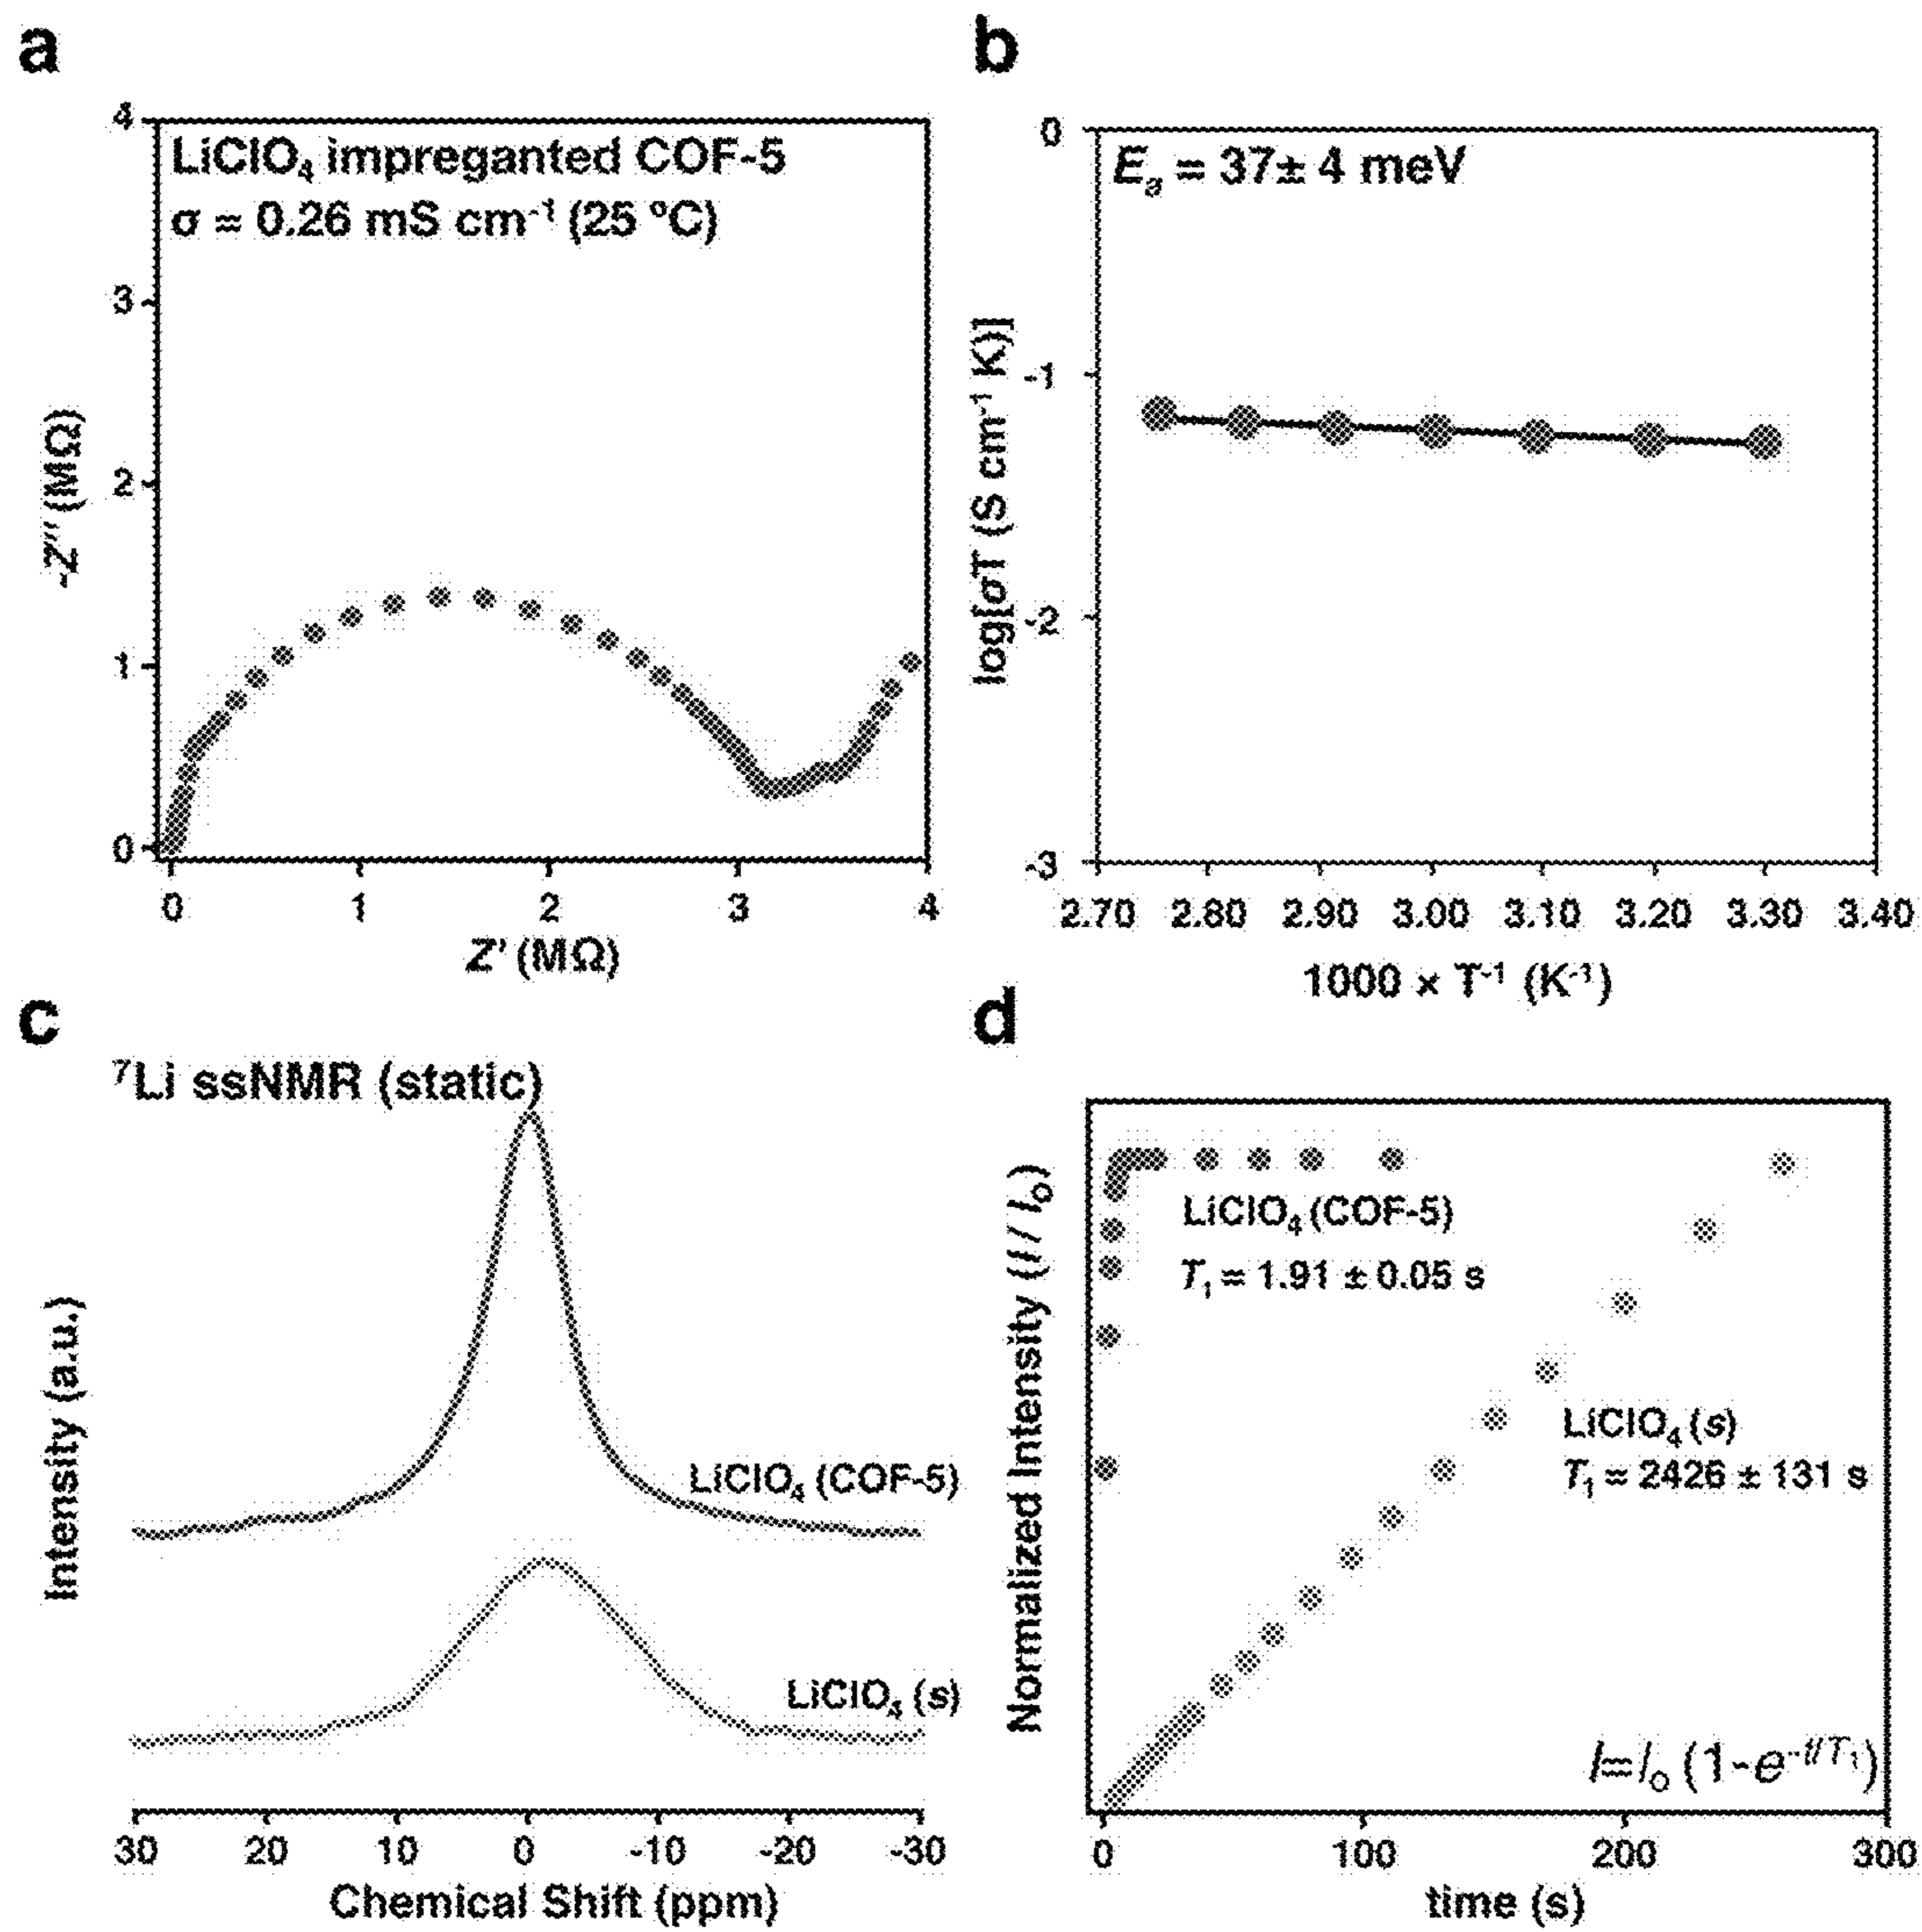 a
4
LiClO₄ impreganted COF-5
σ = 0.26 mS cm⁻¹ (25 ºC)
3
2
1
0
-Z'' (MΩ)
0 1 2 3 4
Z' (MΩ)
b
0
Eₐ = 37± 4 meV
-1
-2
-3
log[σT (S cm⁻¹ K)]
2.70 2.80 2.90 3.00 3.10 3.20 3.30 3.40
1000 × T⁻¹ (K⁻¹)
c
⁷Li ssNMR (static)
Intensity (a.u.)
LiClO₄ (COF-5)
LiClO₄ (s)
30 20 10 0 -10 -20 -30
Chemical Shift (ppm)
d
Normalized Intensity (I / I₀)
LiClO₄ (COF-5)
T₁ = 1.91 ± 0.05 s
LiClO₄ (s)
T₁ = 2426 ± 131 s
I=I₀ (1-e^-t/T₁)
0 100 200 300
time (s)